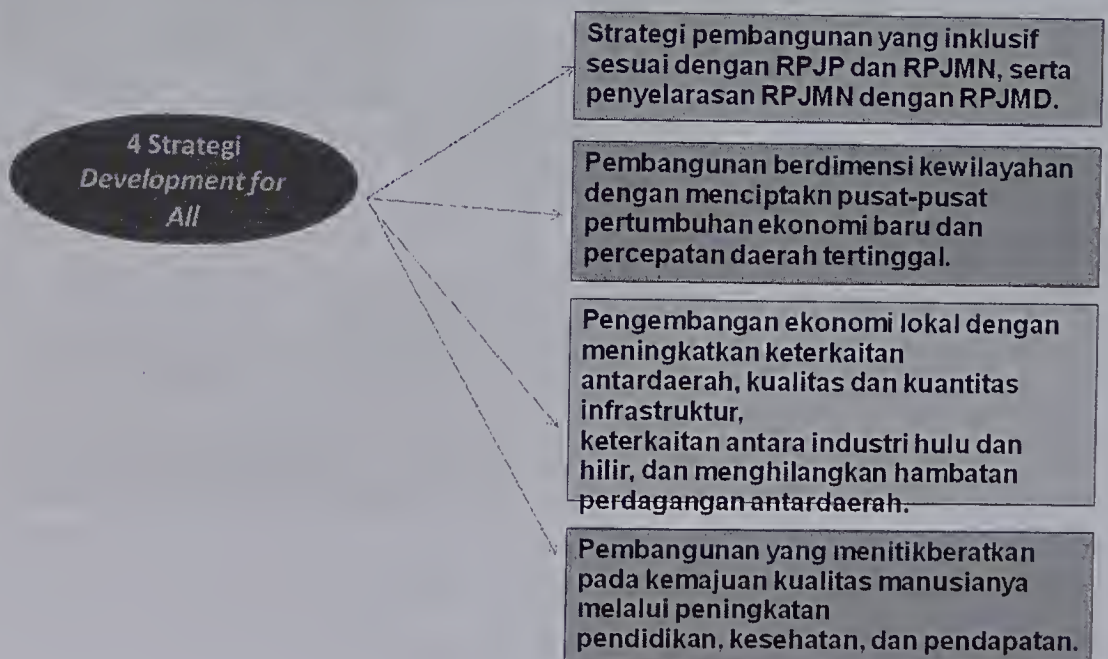 4 Strategi
Development for
All
Strategi pembangunan yang inklusif
sesuai dengan RPJP dan RPJMN, serta
penyelarasan RPJMN dengan RPJMD.
Pembangunan berdimensi kewilayahan
dengan menciptakn pusat-pusat
pertumbuhan ekonomi baru dan
percepatan daerah tertinggal.
Pengembangan ekonomi lokal dengan
meningkatkan keterkaitan
antardaerah, kualitas dan kuantitas
infrastruktur,
keterkaitan antara industri hulu dan
hilir, dan menghilangkan hambatan
perdagangan antardaerah.
Pembangunan yang menitikberatkan
pada kemajuan kualitas manusianya
melalui peningkatan
pendidikan, kesehatan, dan pendapatan.